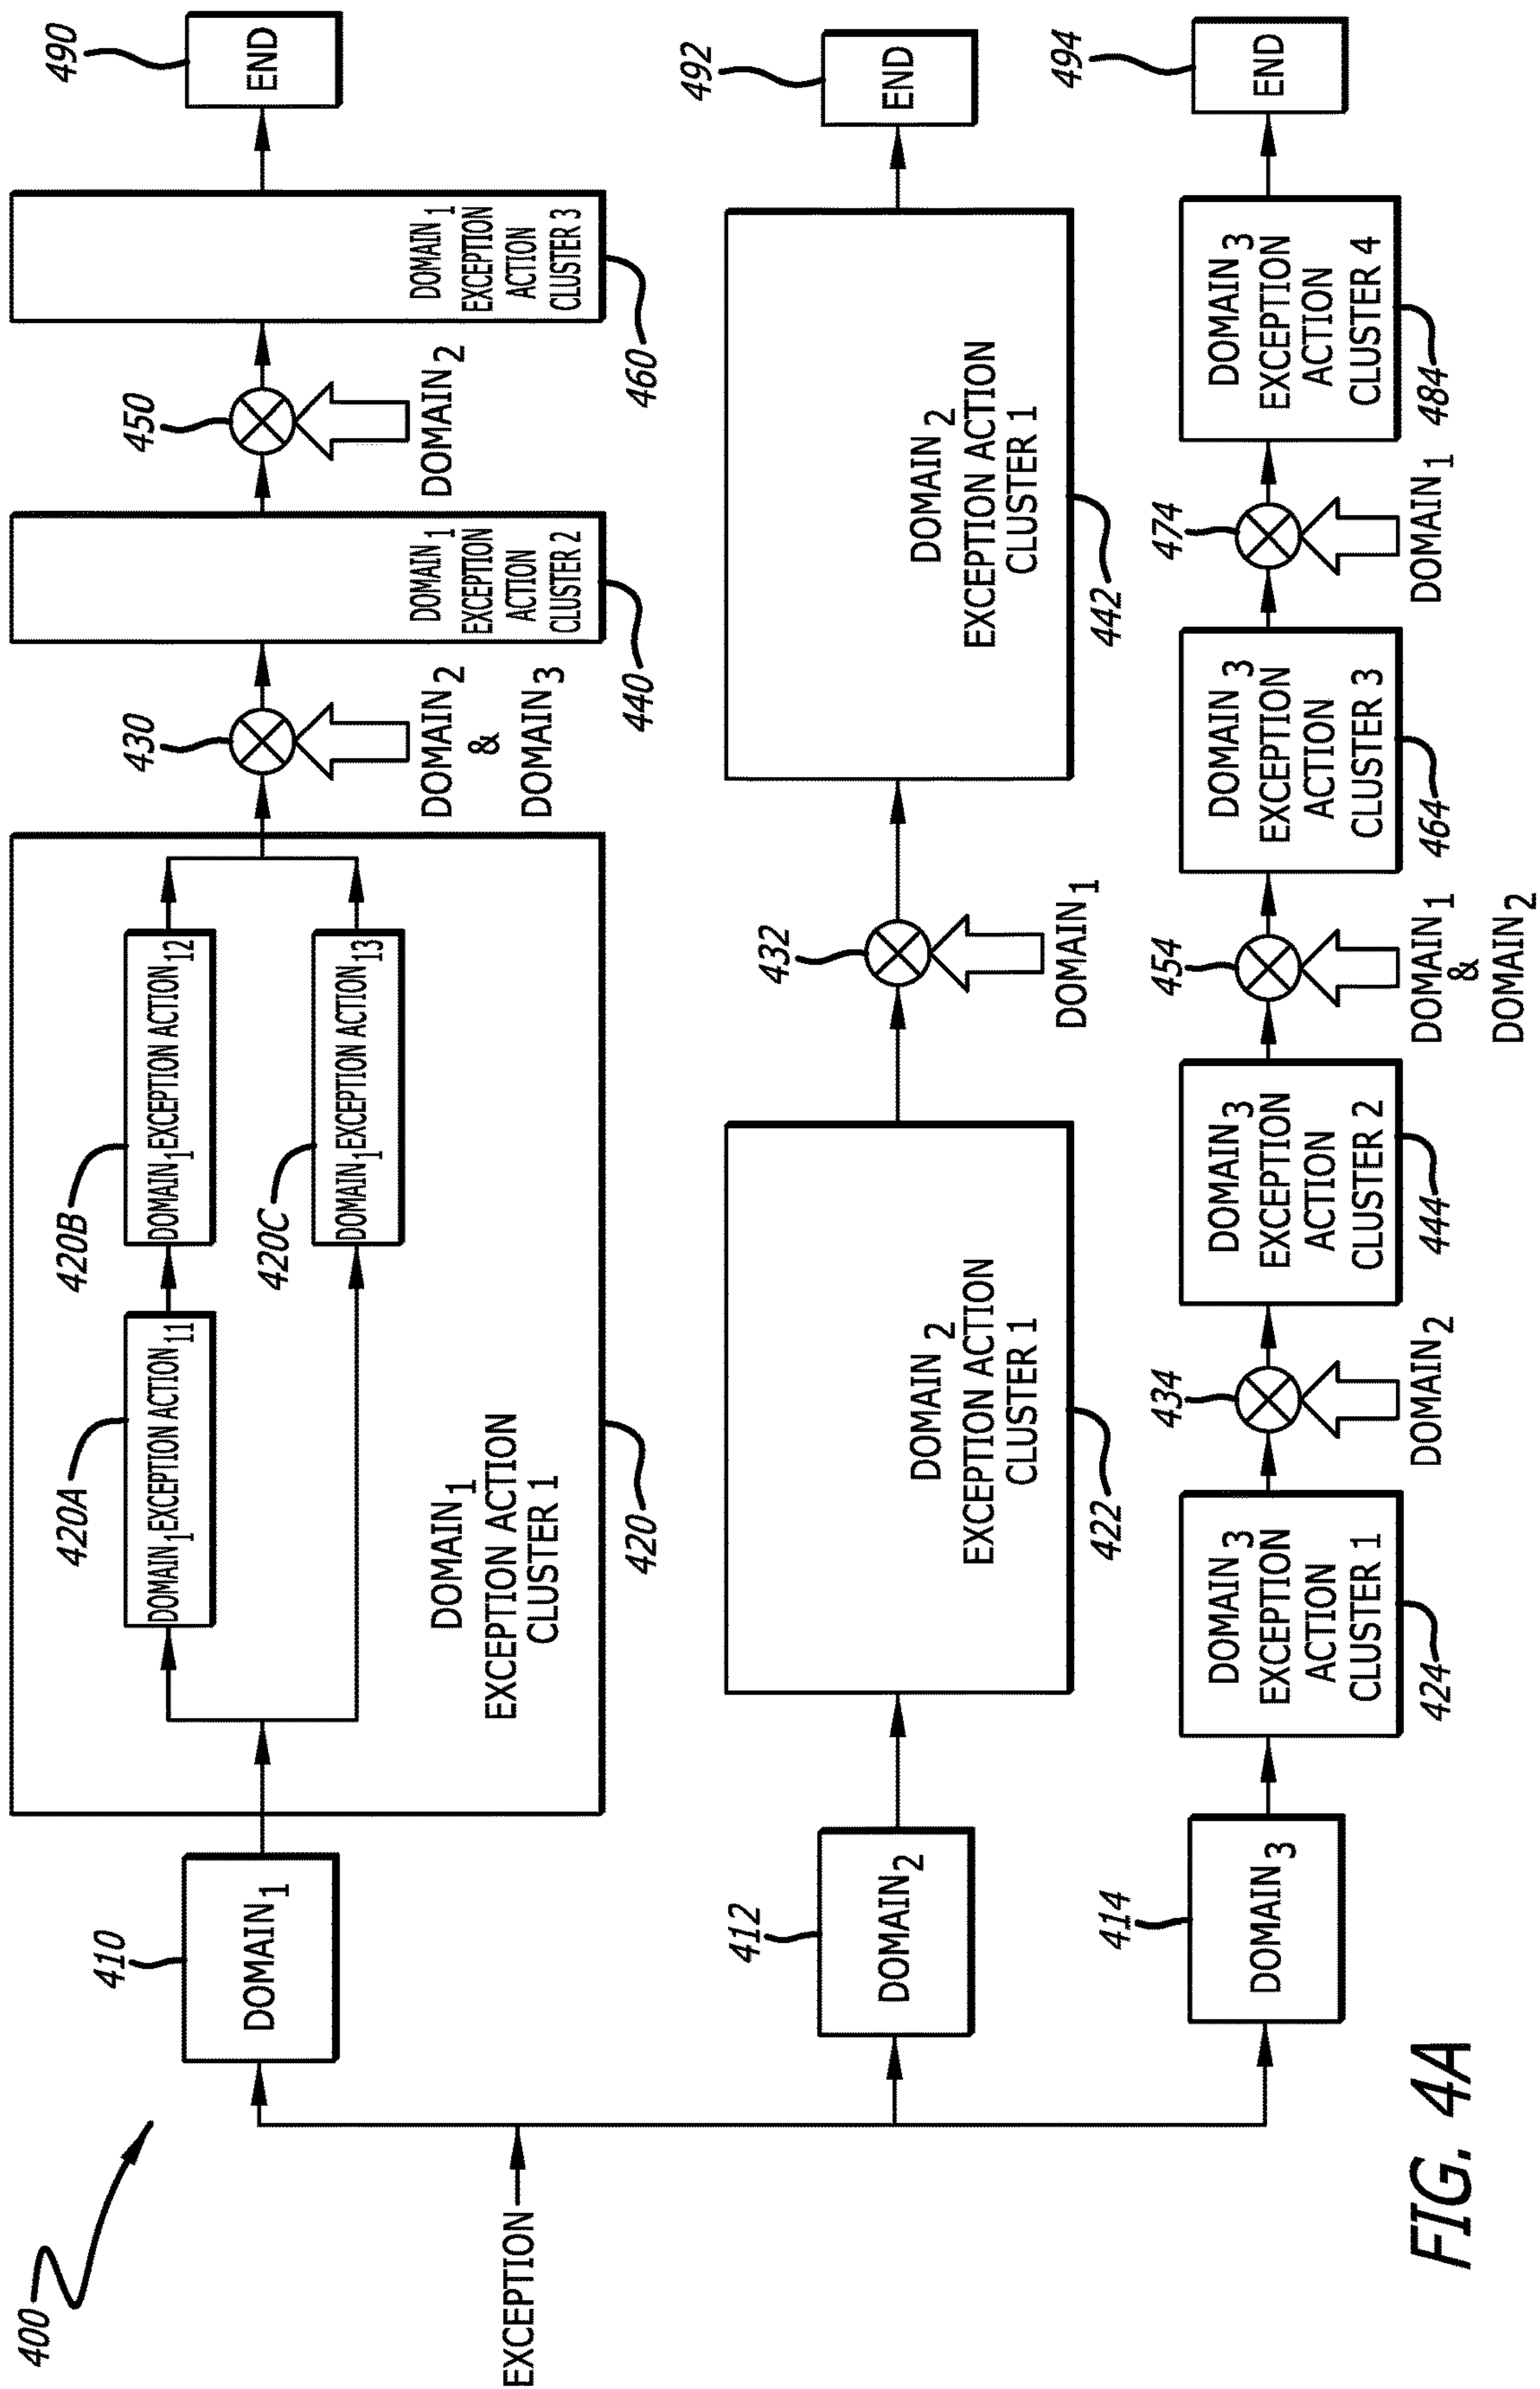 400
EXCEPTION
410
DOMAIN1
420A
DOMAIN1 EXCEPTION ACTION11
420B
DOMAIN1 EXCEPTION ACTION12
420C
DOMAIN1 EXCEPTION ACTION13
DOMAIN1
EXCEPTION ACTION
CLUSTER 1
420
430
DOMAIN2
&
DOMAIN3
DOMAIN1
EXCEPTION
ACTION
CLUSTER 2
440
450
DOMAIN2
DOMAIN1
EXCEPTION
ACTION
CLUSTER 3
460
490
END
412
DOMAIN2
DOMAIN2
EXCEPTION ACTION
CLUSTER 1
422
432
DOMAIN1
DOMAIN2
EXCEPTION ACTION
CLUSTER 1
442
492
END
414
DOMAIN3
DOMAIN3
EXCEPTION
ACTION
CLUSTER 1
424
434
DOMAIN2
DOMAIN3
EXCEPTION
ACTION
CLUSTER 2
444
454
DOMAIN1
&
DOMAIN2
DOMAIN3
EXCEPTION
ACTION
CLUSTER 3
464
474
DOMAIN1
DOMAIN3
EXCEPTION
ACTION
CLUSTER 4
484
494
END
FIG. 4A